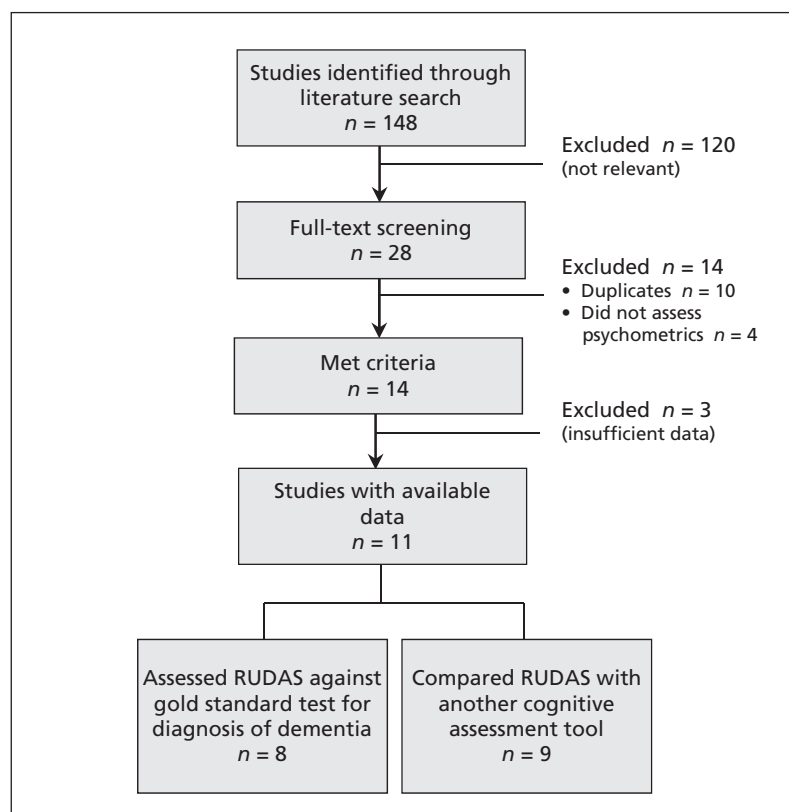 Studies identified through
literature search
n = 148
Excluded n = 120
(not relevant)
Full-text screening
n = 28
Excluded n = 14
• Duplicates n = 10
• Did not assess
psychometrics n = 4
Met criteria
n = 14
Excluded n = 3
(insufficient data)
Studies with available
data
n = 11
Assessed RUDAS against
gold standard test for
diagnosis of dementia
n = 8
Compared RUDAS with
another cognitive
assessment tool
n = 9